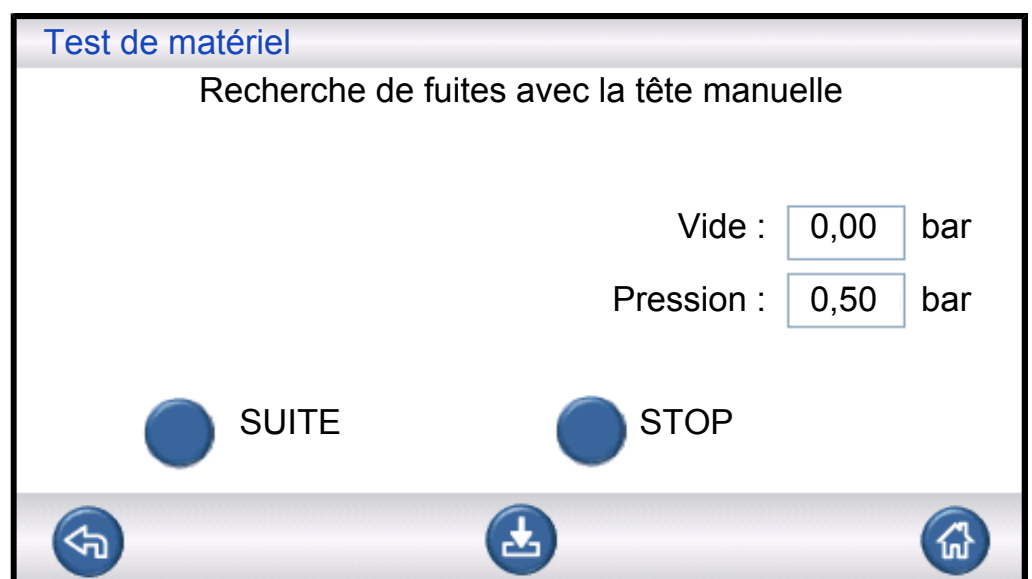 Test de matériel
Recherche de fuites avec la tête manuelle
Vide : 0,00 bar
Pression : 0,50 bar
SUITE STOP